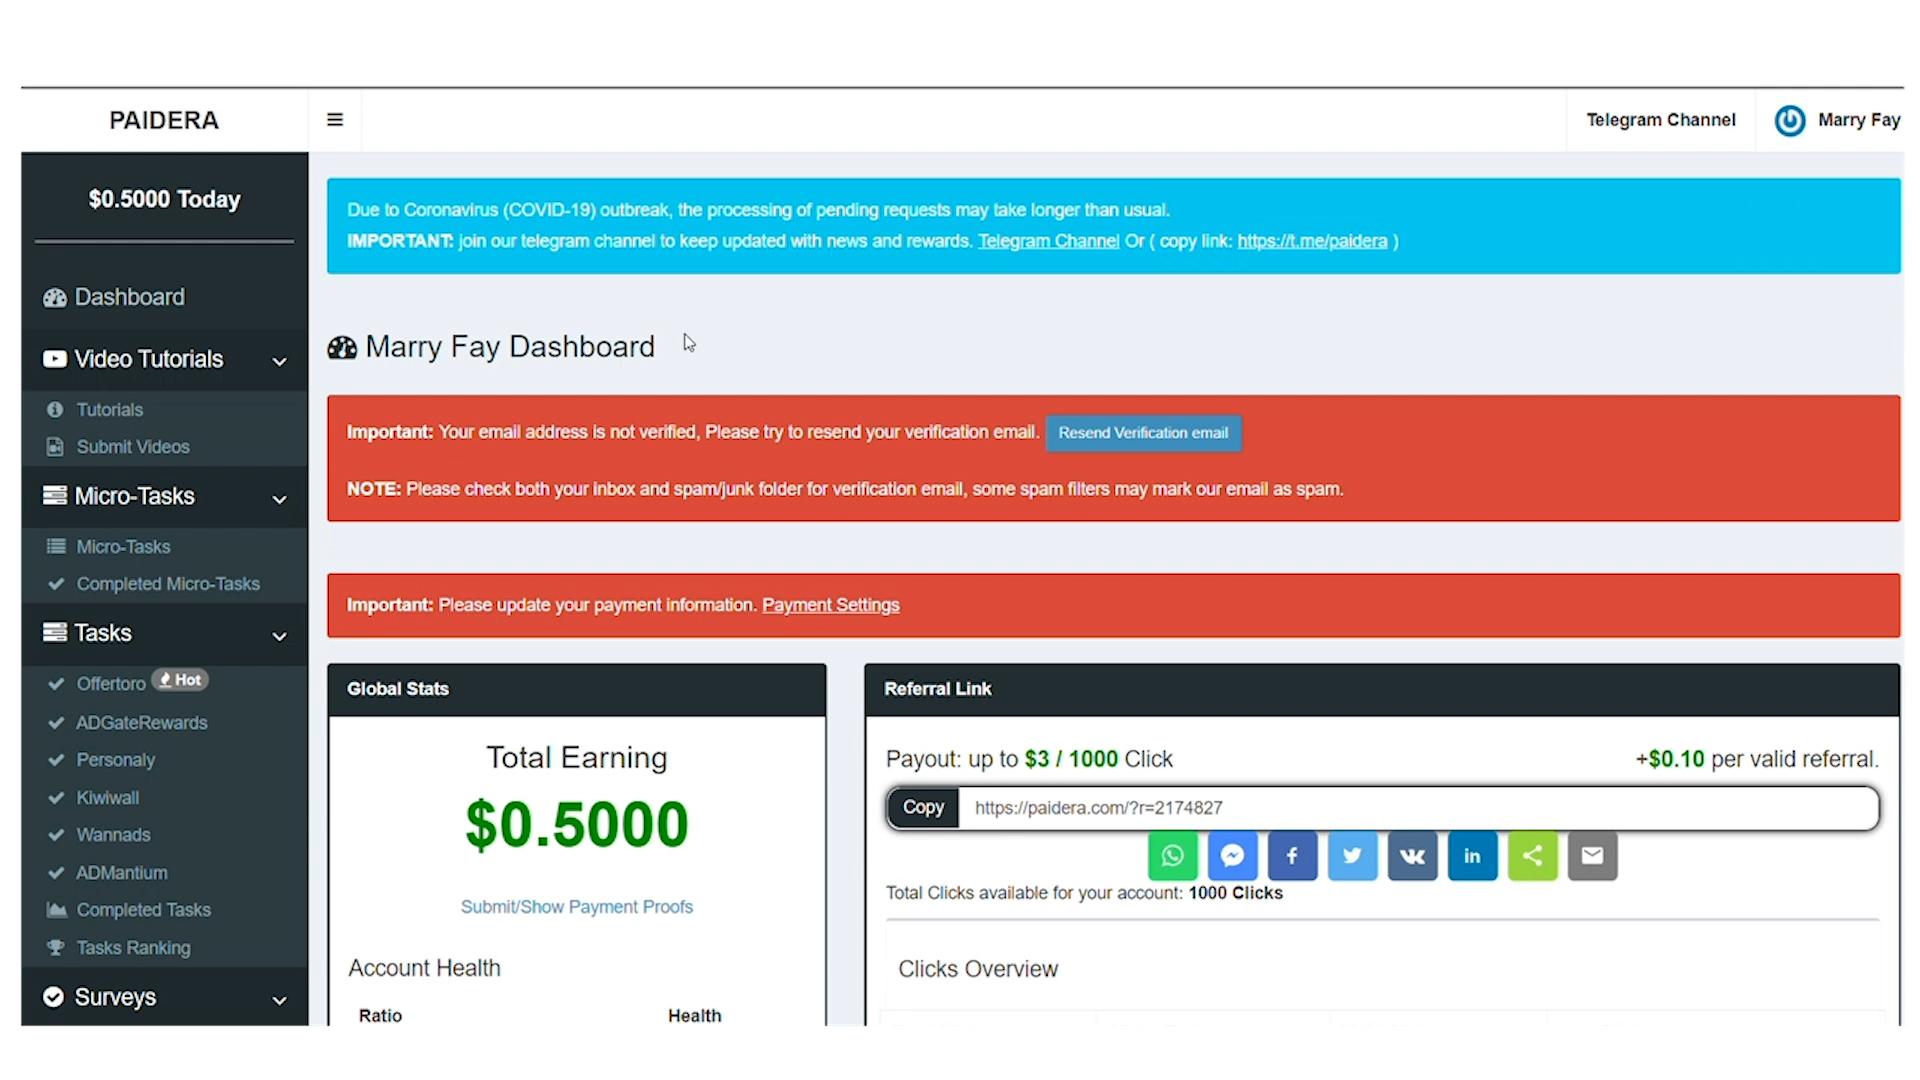 PAIDERA
Telegram Channel
Marry Fay
$0.5000 Today
Dashboard
Video Tutorials
Tutorials
Submit Videos
Micro-Tasks
Micro-Tasks
Completed Micro-Tasks
Tasks
Offertoro Hot
ADGateRewards
Personaly
Kiwiwall
Wannads
ADMantium
Completed Tasks
Tasks Ranking
Surveys
Due to Coronavirus (COVID-19) outbreak, the processing of pending requests may take longer than usual.
IMPORTANT: join our telegram channel to keep updated with news and rewards. Telegram Channel Or ( copy link: https://t.me/paidera )
Marry Fay Dashboard
Important: Your email address is not verified, Please try to resend your verification email. Resend Verification email
NOTE: Please check both your inbox and spam/junk folder for verification email, some spam filters may mark our email as spam.
Important: Please update your payment information. Payment Settings
Global Stats
Total Earning
$0.5000
Submit/Show Payment Proofs
Account Health
Ratio Health
Referral Link
Payout: up to $3 / 1000 Click
+$0.10 per valid referral.
Copy https://paidera.com/?r=2174827
Total Clicks available for your account: 1000 Clicks
Clicks Overview